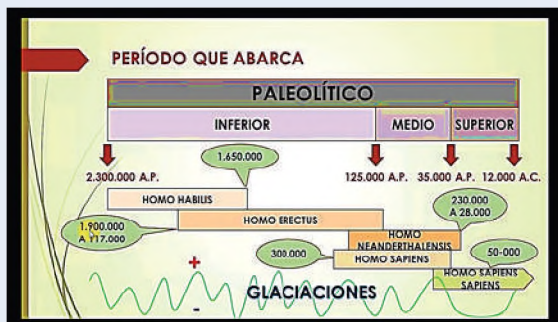 PERÍODO QUE ABARCA
PALEOLÍTICO
INFERIOR
MEDIO
SUPERIOR
1.650.000
2.300.000 A.P.
125.000 A.P.
35.000 A.P.
12.000 A.C.
HOMO HABILIS
230.000
A 28.000
1.900.000
A 117.000
HOMO ERECTUS
HOMO
NEANDERTHALENSIS
300.000
HOMO SAPIENS
50-000
HOMO SAPIENS
SAPIENS
+
GLACIACIONES
-